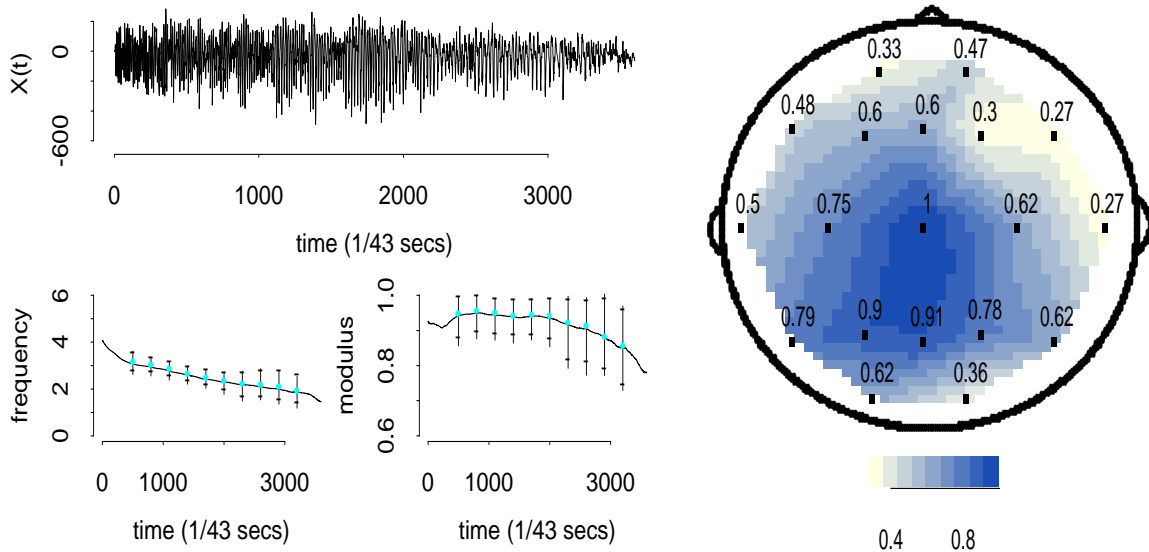 X(t)
0
-600
0 1000 2000 3000
time (1/43 secs)
frequency
6
4
2
0
0 1000 3000
time (1/43 secs)
modulus
1.0
0.8
0.6
0 1000 3000
time (1/43 secs)
0.33 0.47
0.48 0.6 0.6 0.3 0.27
0.5 0.75 1 0.62 0.27
0.79 0.9 0.91 0.78 0.62
0.62 0.36
0.4 0.8